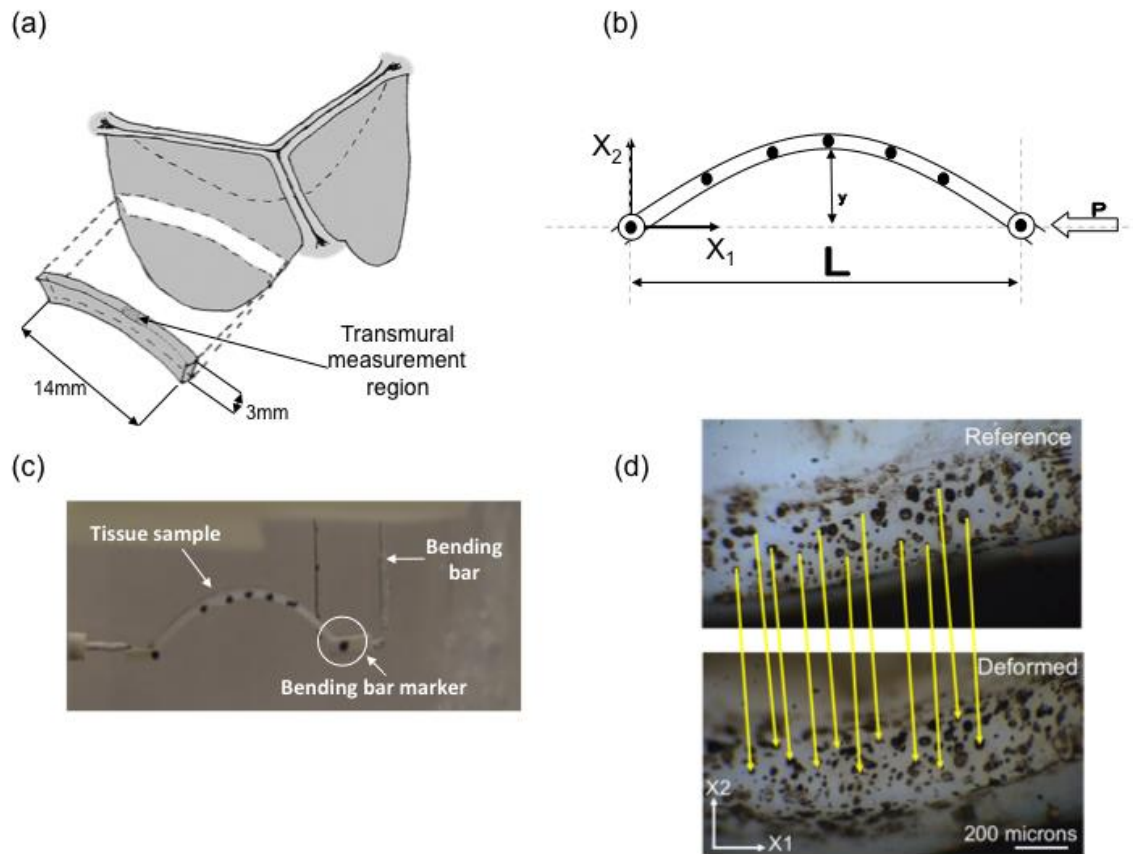 (a)
Transmural
measurement
region
14mm
3mm
(b)
X2
X1
y
P
L
(c)
Tissue sample
Bending
bar
Bending bar marker
(d)
Reference
Deformed
X2
X1
200 microns